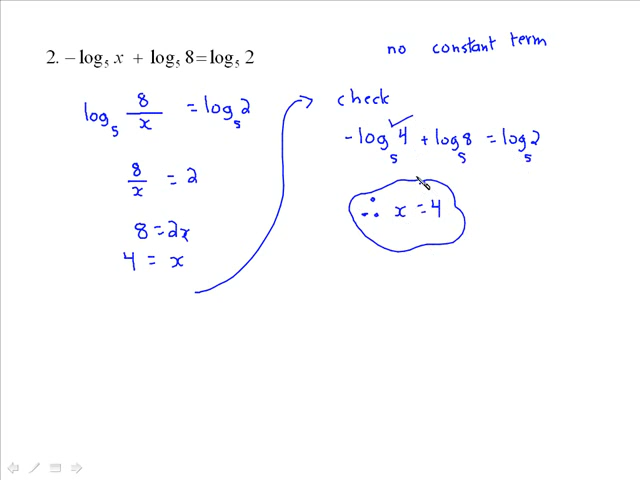 2. −log₅ x + log₅ 8 = log₅ 2
no constant term
log₅ 8/x = log₅ 2
8/x = 2
8 = 2x
4 = x
check
-log₅ 4 ✓ + log₅ 8 = log₅ 2
∴ x = 4